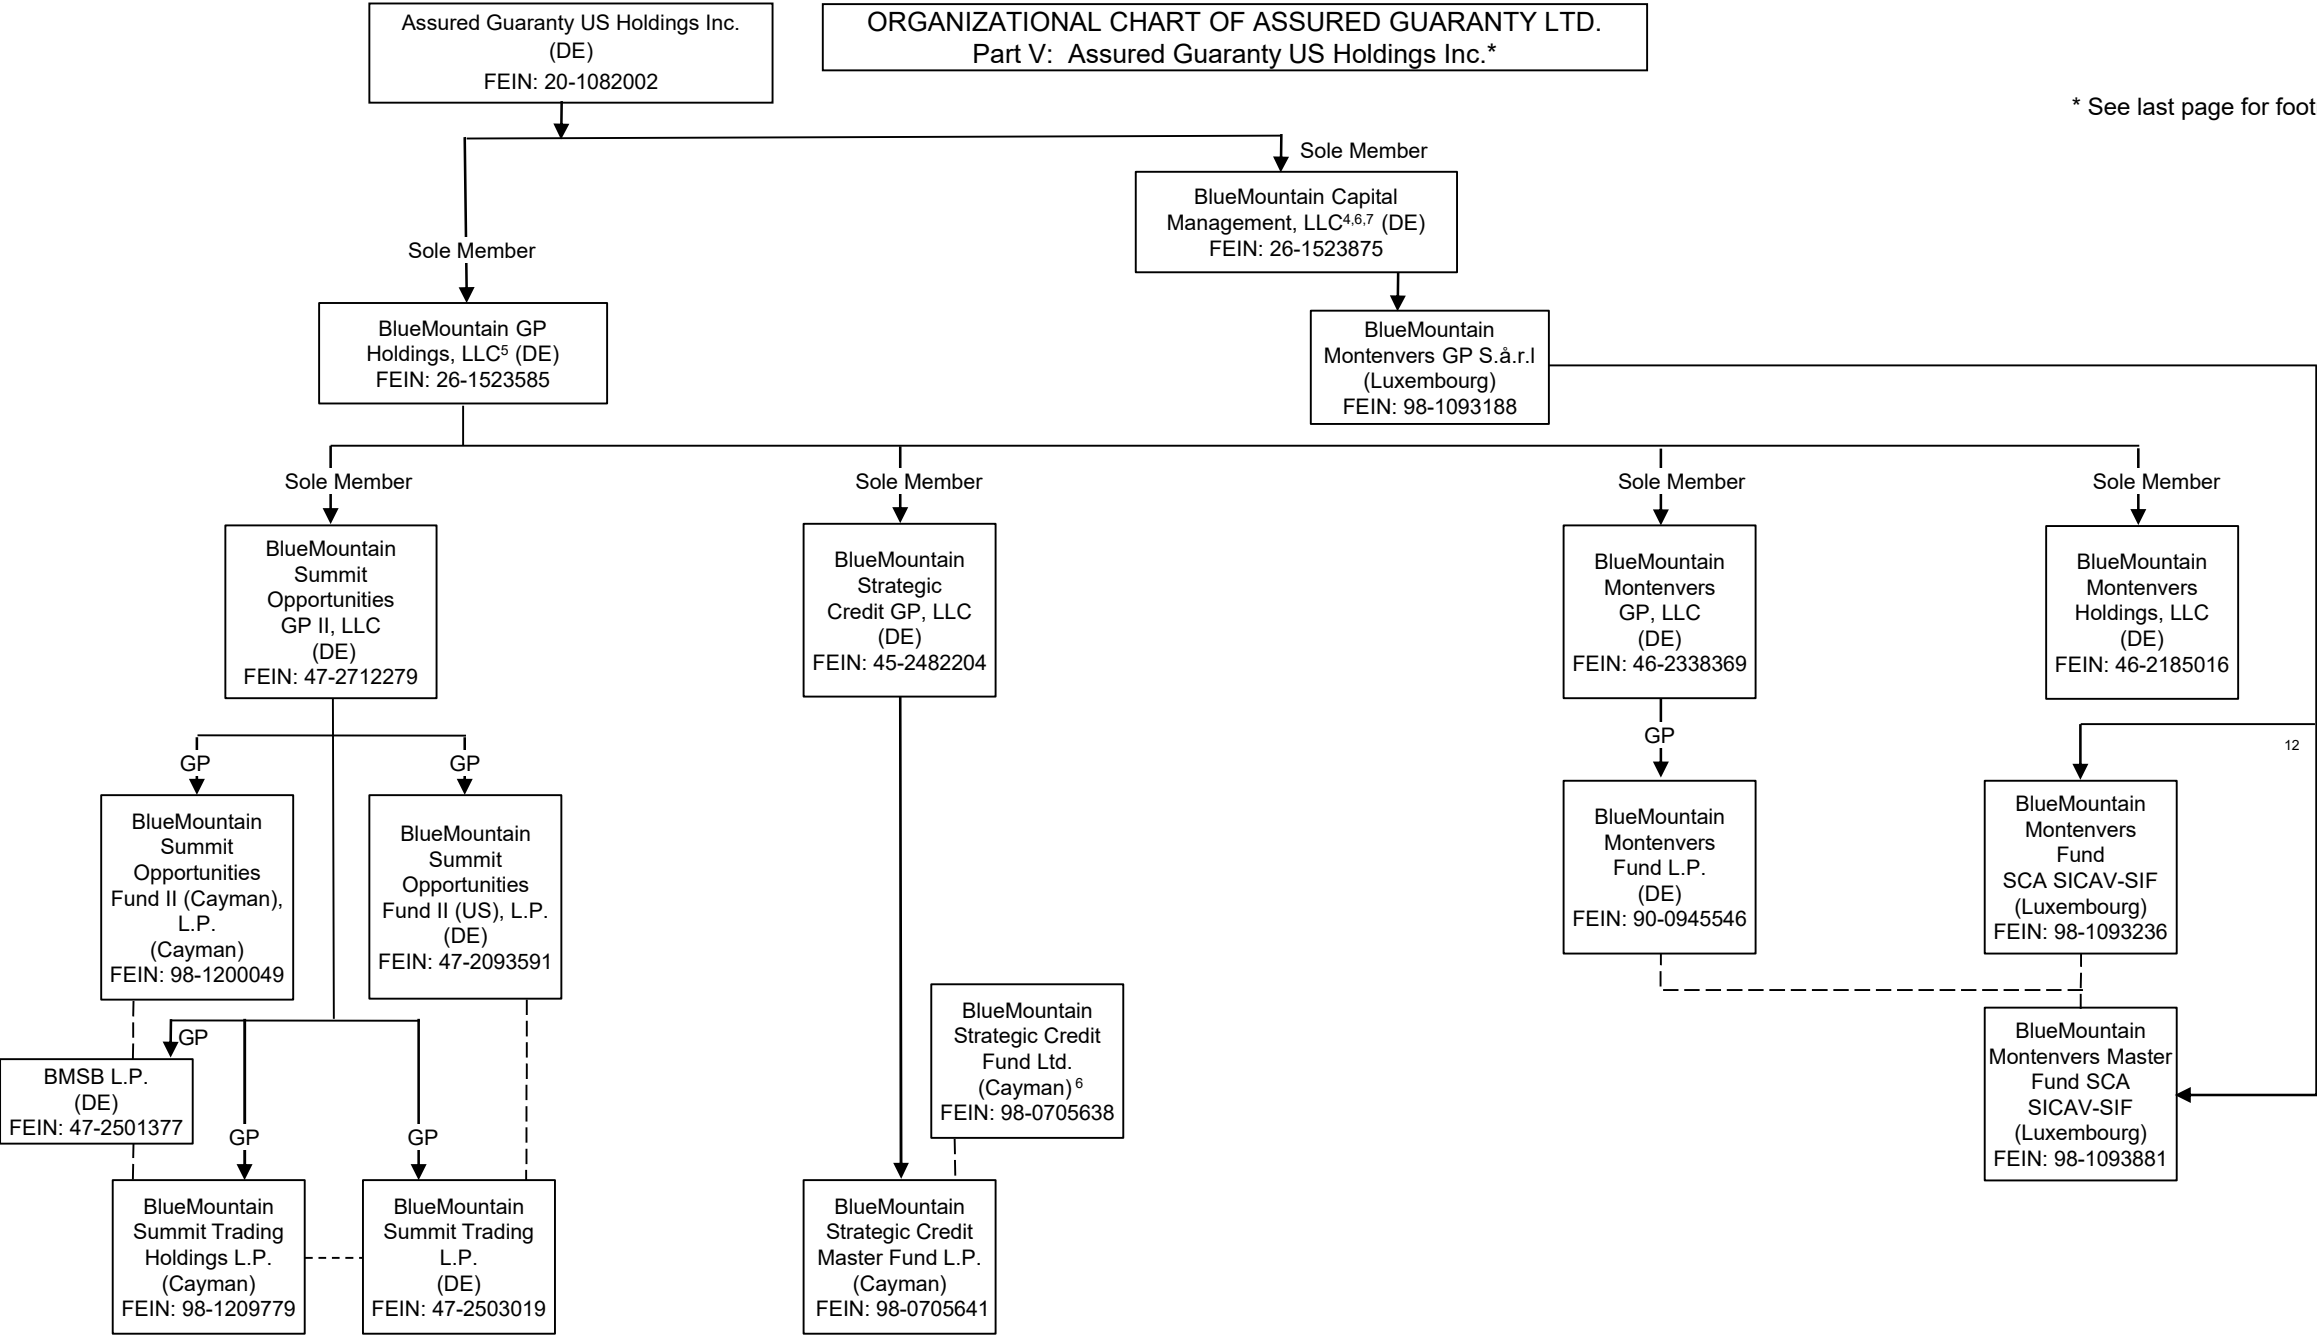 Assured Guaranty US Holdings Inc.
(DE)
FEIN: 20-1082002
ORGANIZATIONAL CHART OF ASSURED GUARANTY LTD.
Part V: Assured Guaranty US Holdings Inc.*
* See last page for foot
Sole Member
BlueMountain Capital
Management, LLC4,6,7 (DE)
FEIN: 26-1523875
Sole Member
BlueMountain GP
Holdings, LLC5 (DE)
FEIN: 26-1523585
BlueMountain
Montenvers GP S.å.r.l
(Luxembourg)
FEIN: 98-1093188
Sole Member
Sole Member
Sole Member
Sole Member
BlueMountain
Summit
Opportunities
GP II, LLC
(DE)
FEIN: 47-2712279
BlueMountain
Strategic
Credit GP, LLC
(DE)
FEIN: 45-2482204
BlueMountain
Montenvers
GP, LLC
(DE)
FEIN: 46-2338369
BlueMountain
Montenvers
Holdings, LLC
(DE)
FEIN: 46-2185016
GP
GP
GP
12
BlueMountain
Summit
Opportunities
Fund II (Cayman),
L.P.
(Cayman)
FEIN: 98-1200049
BlueMountain
Summit
Opportunities
Fund II (US), L.P.
(DE)
FEIN: 47-2093591
BlueMountain
Montenvers
Fund L.P.
(DE)
FEIN: 90-0945546
BlueMountain
Montenvers
Fund
SCA SICAV-SIF
(Luxembourg)
FEIN: 98-1093236
GP
BMSB L.P.
(DE)
FEIN: 47-2501377
GP
GP
BlueMountain
Strategic Credit
Fund Ltd.
(Cayman) 6
FEIN: 98-0705638
BlueMountain
Montenvers Master
Fund SCA
SICAV-SIF
(Luxembourg)
FEIN: 98-1093881
BlueMountain
Summit Trading
Holdings L.P.
(Cayman)
FEIN: 98-1209779
BlueMountain
Summit Trading
L.P.
(DE)
FEIN: 47-2503019
BlueMountain
Strategic Credit
Master Fund L.P.
(Cayman)
FEIN: 98-0705641